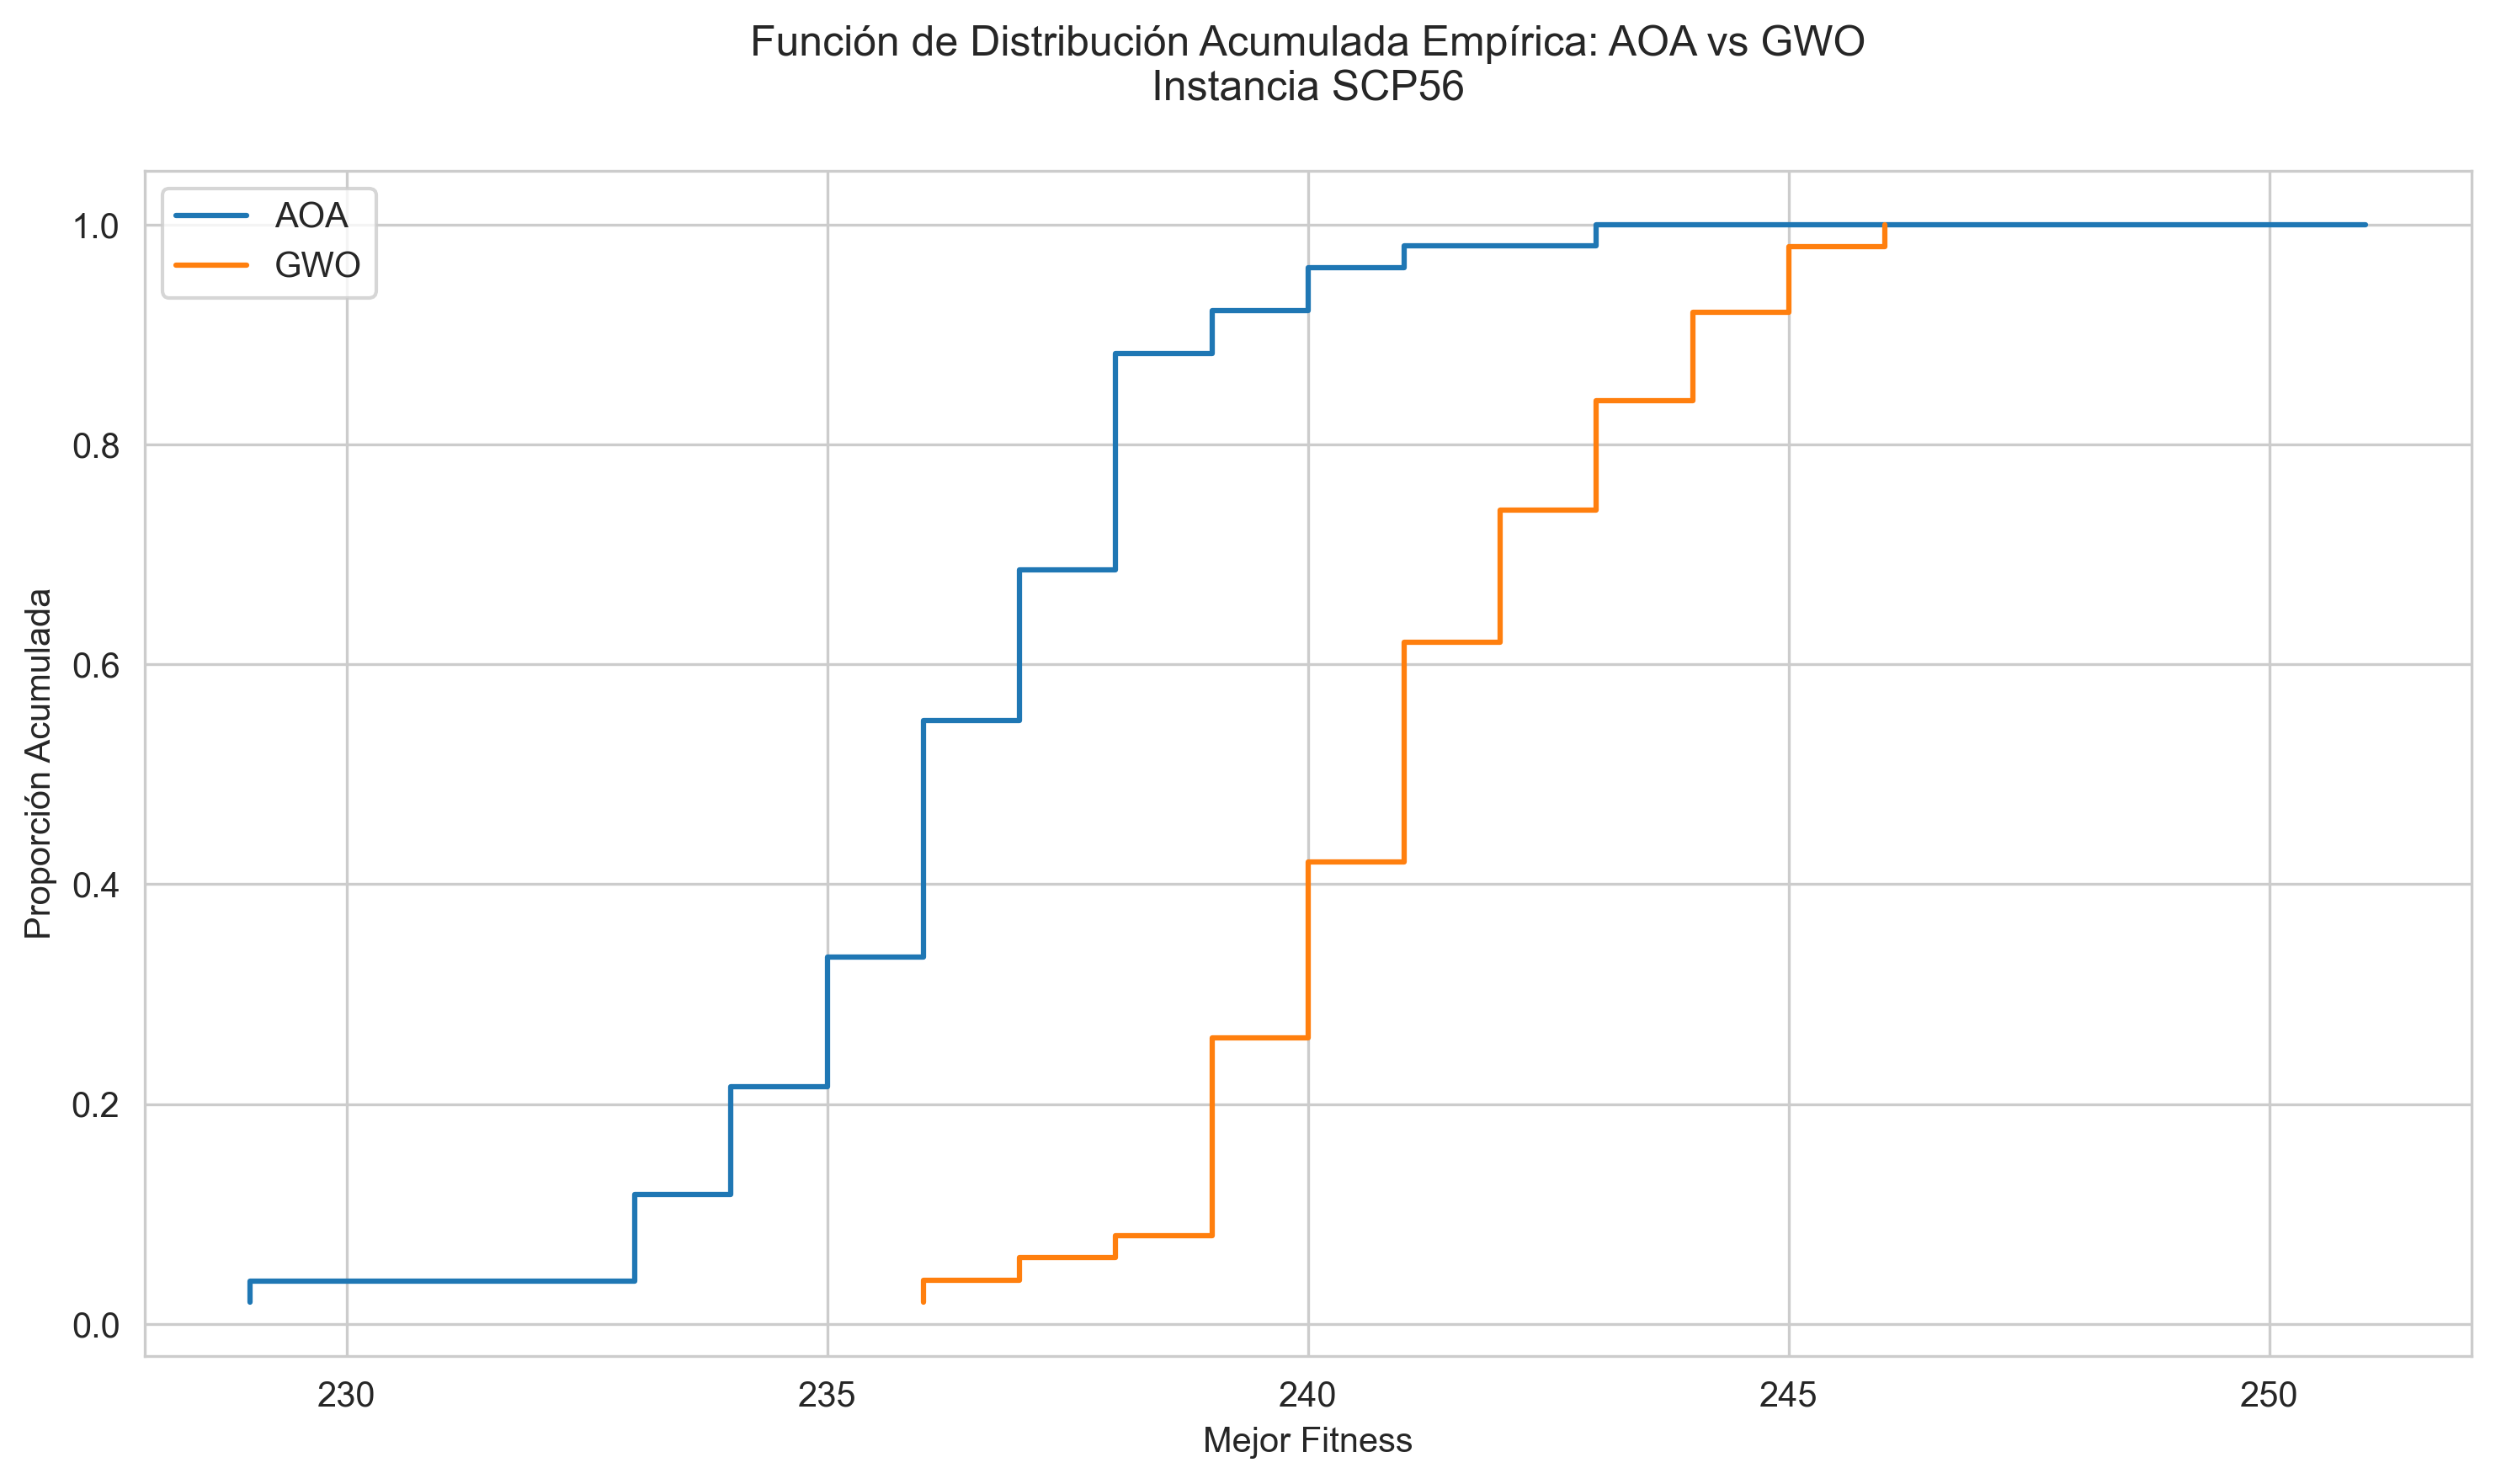 Función de Distribución Acumulada Empírica: AOA vs GWO
Instancia SCP56
AOA
GWO
1.0
0.8
0.6
0.4
0.2
0.0
Proporción Acumulada
230
235
240
245
250
Mejor Fitness